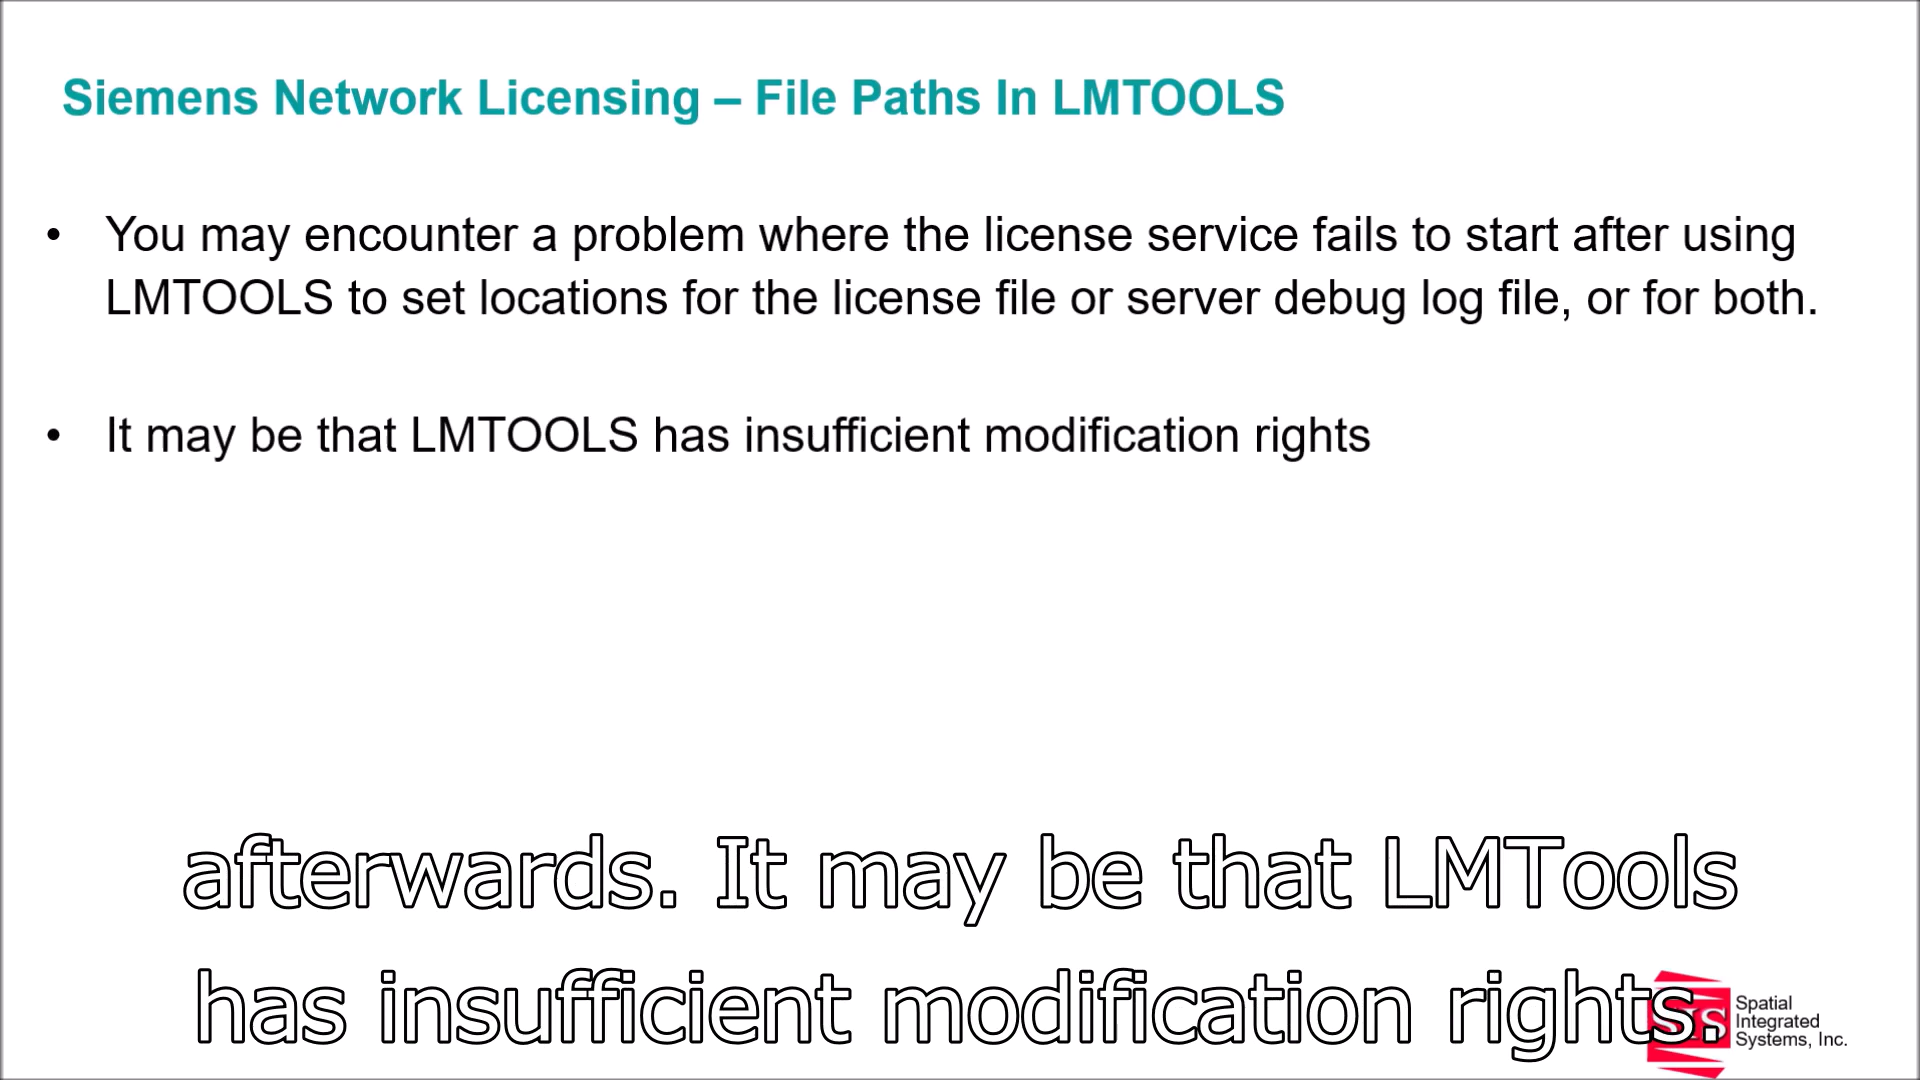 Siemens Network Licensing – File Paths In LMTOOLS
• You may encounter a problem where the license service fails to start after using
LMTOOLS to set locations for the license file or server debug log file, or for both.
• It may be that LMTOOLS has insufficient modification rights
afterwards. It may be that LMTools
has insufficient modification rights.
SIS
Spatial
Integrated
Systems, Inc.